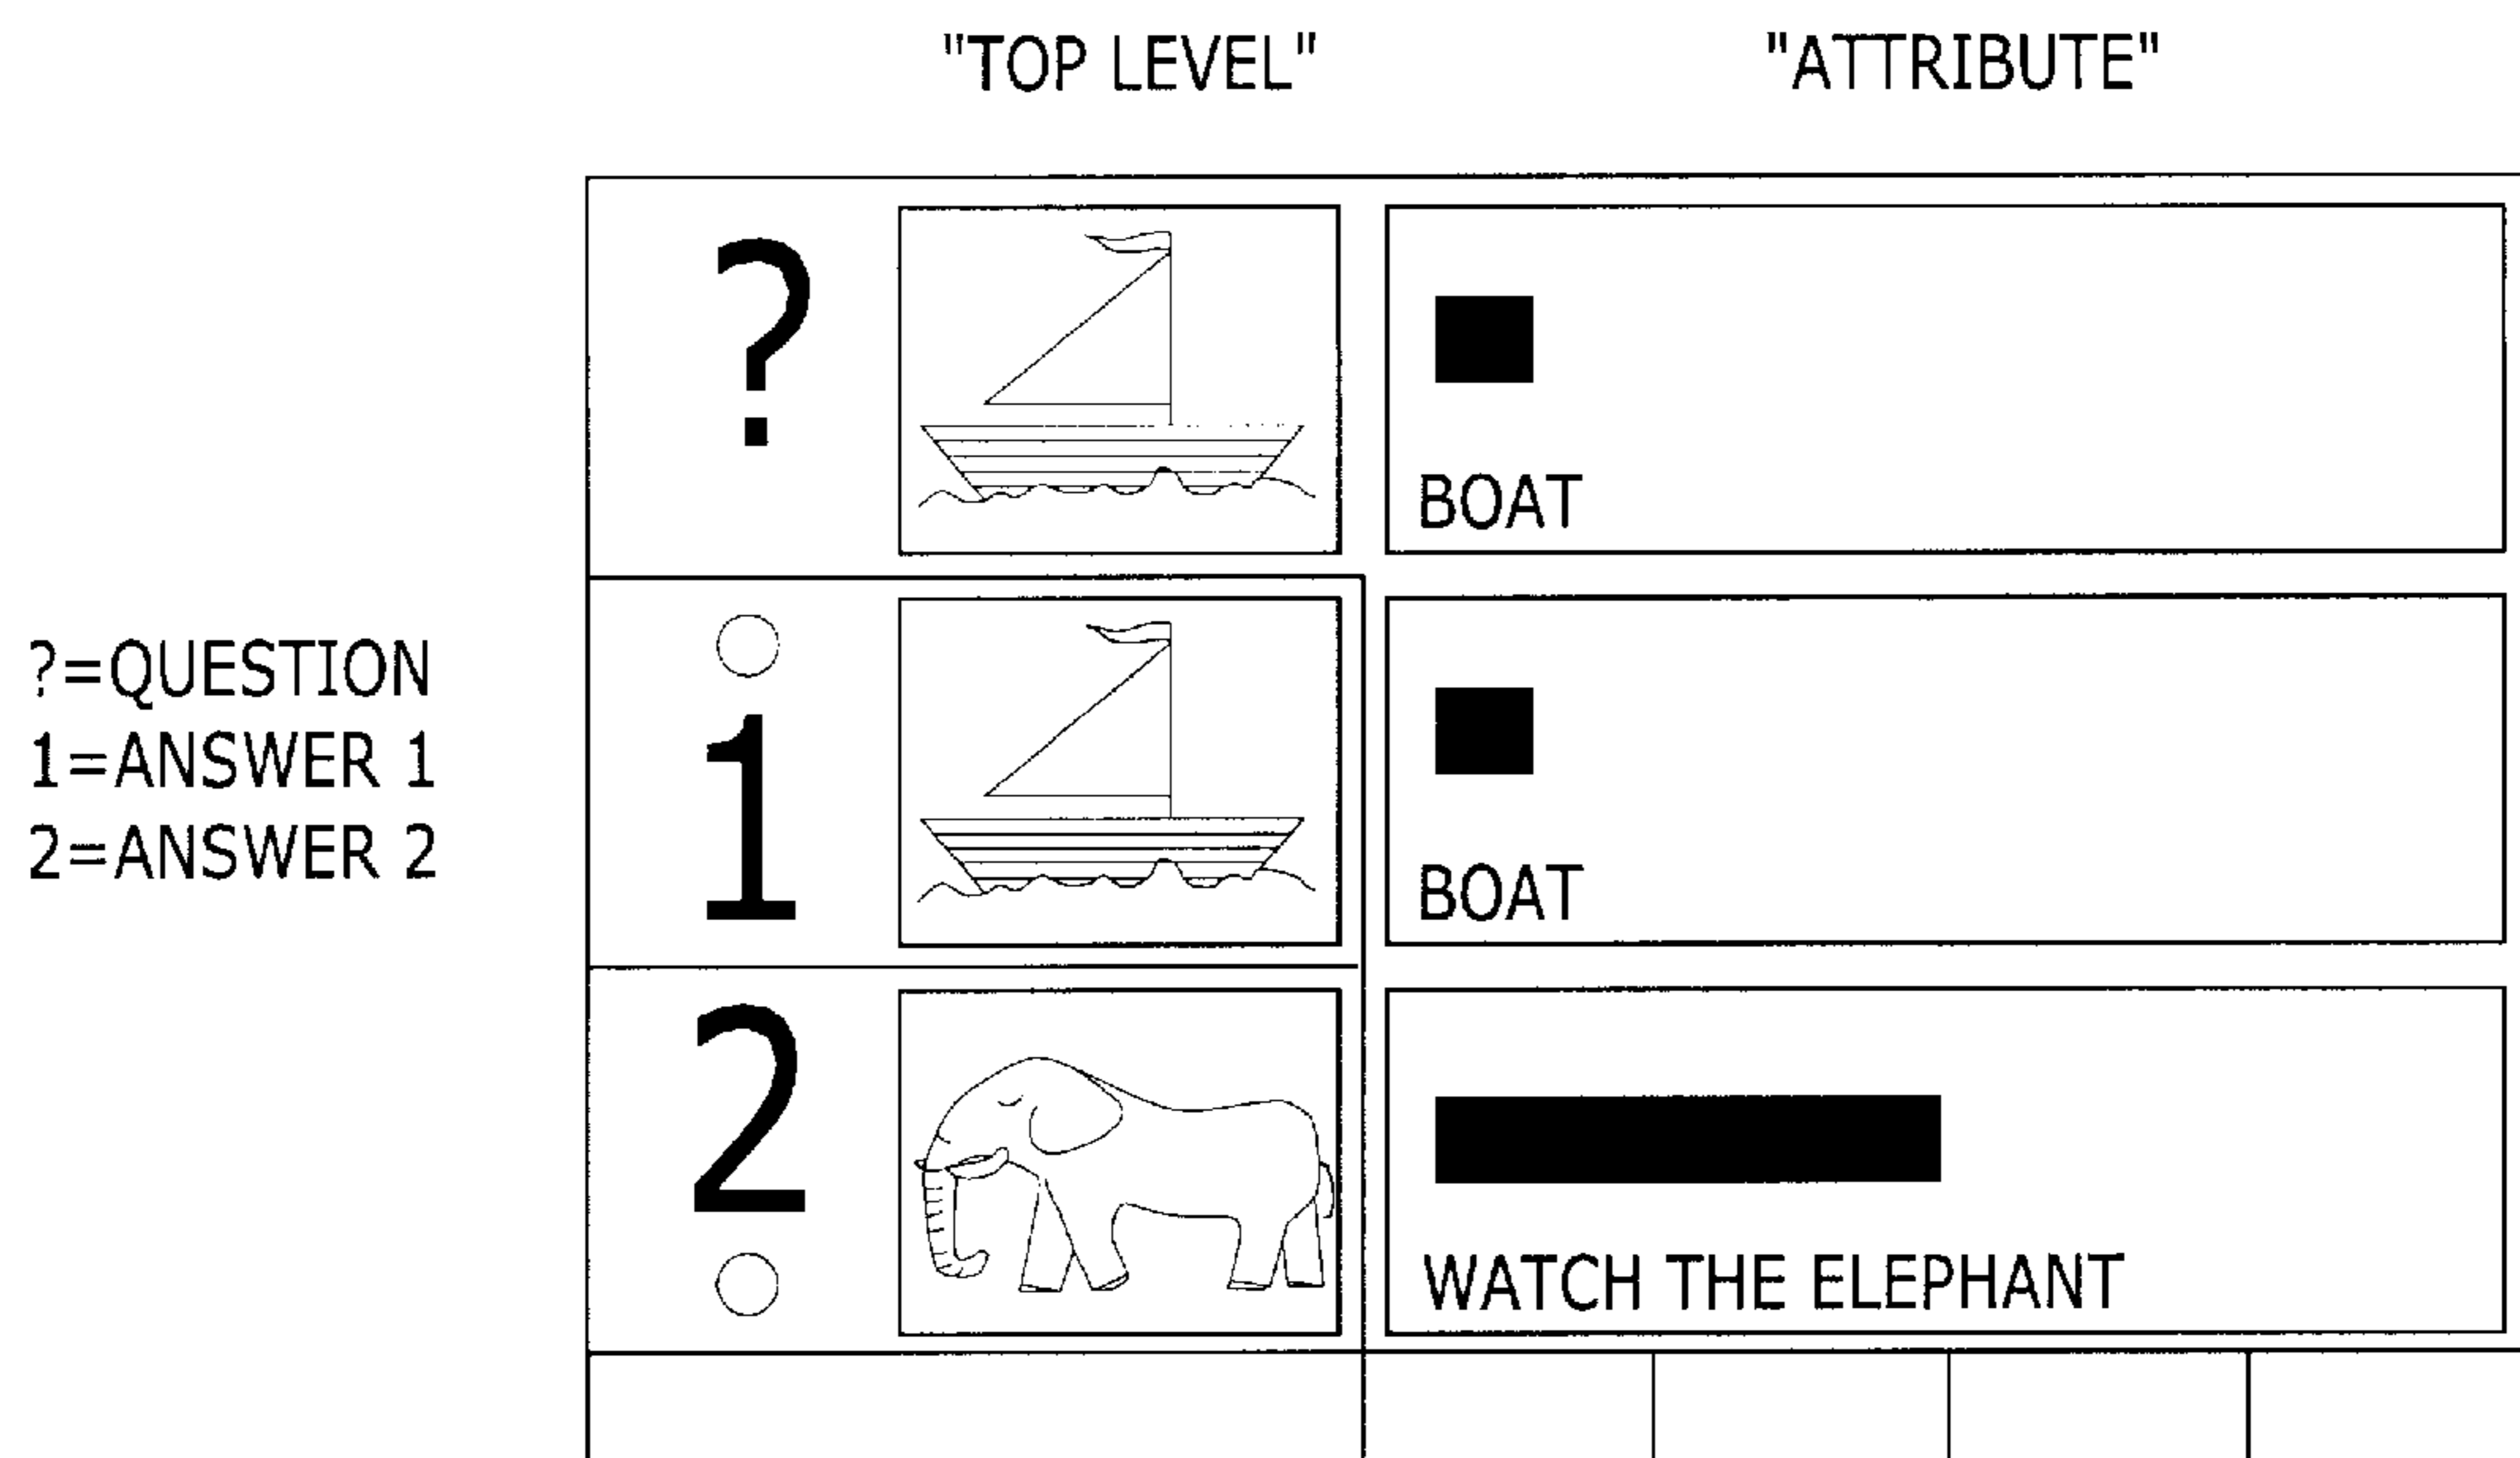 "TOP LEVEL" "ATTRIBUTE"
?
BOAT
?=QUESTION
1=ANSWER 1
2=ANSWER 2
1
BOAT
2
WATCH THE ELEPHANT